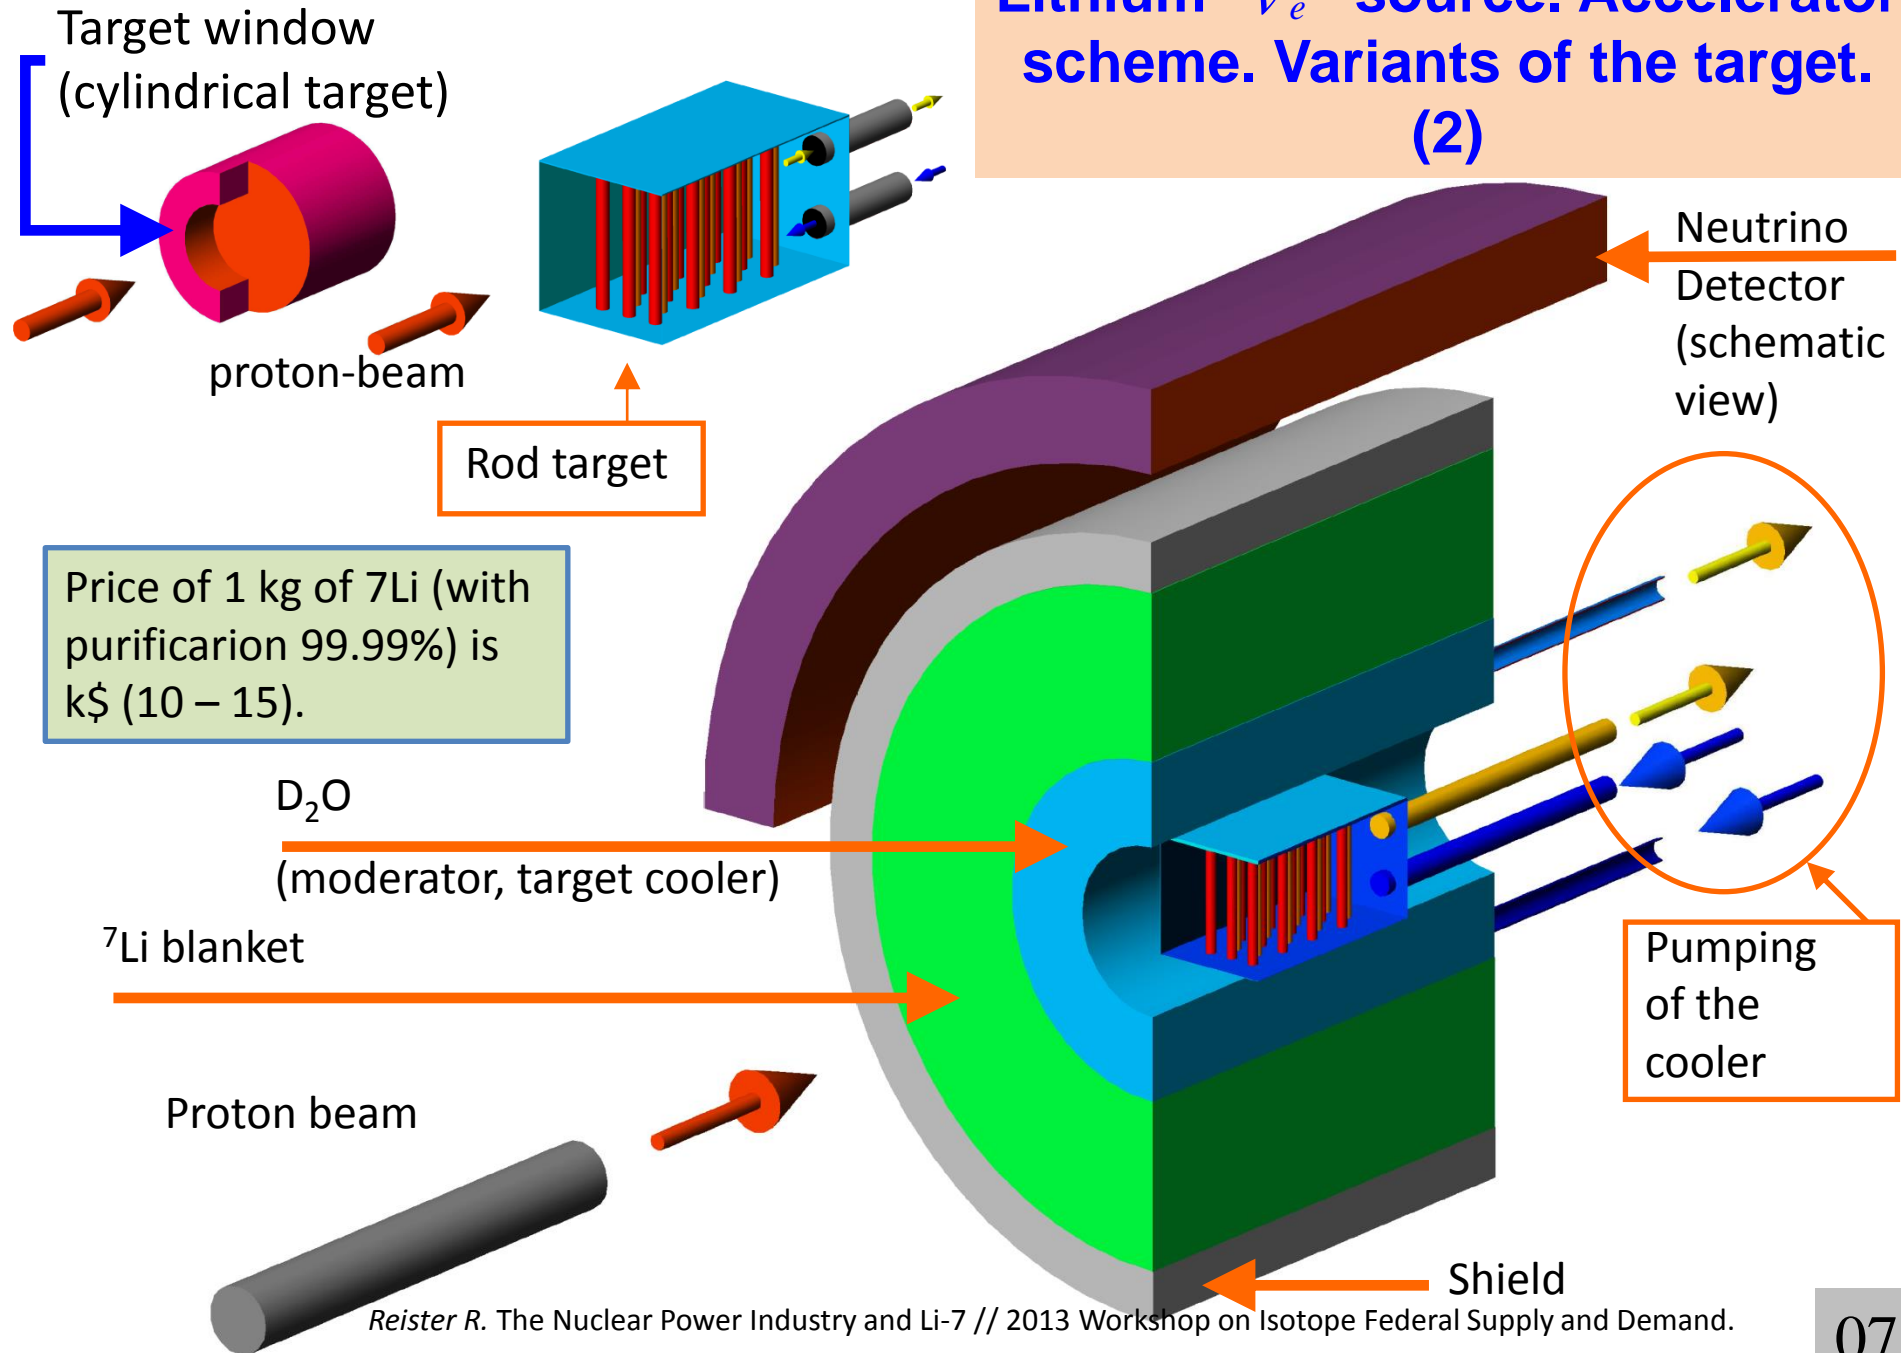 Lithium ν e source. Accelerator
scheme. Variants of the target.
(2)
Target window
(cylindrical target)
proton-beam
Rod target
Neutrino
Detector
(schematic
view)
Price of 1 kg of 7Li (with
purificarion 99.99%) is
k$ (10 – 15).
D₂O
(moderator, target cooler)
⁷Li blanket
Proton beam
Pumping
of the
cooler
Shield
Reister R. The Nuclear Power Industry and Li-7 // 2013 Workshop on Isotope Federal Supply and Demand.
07